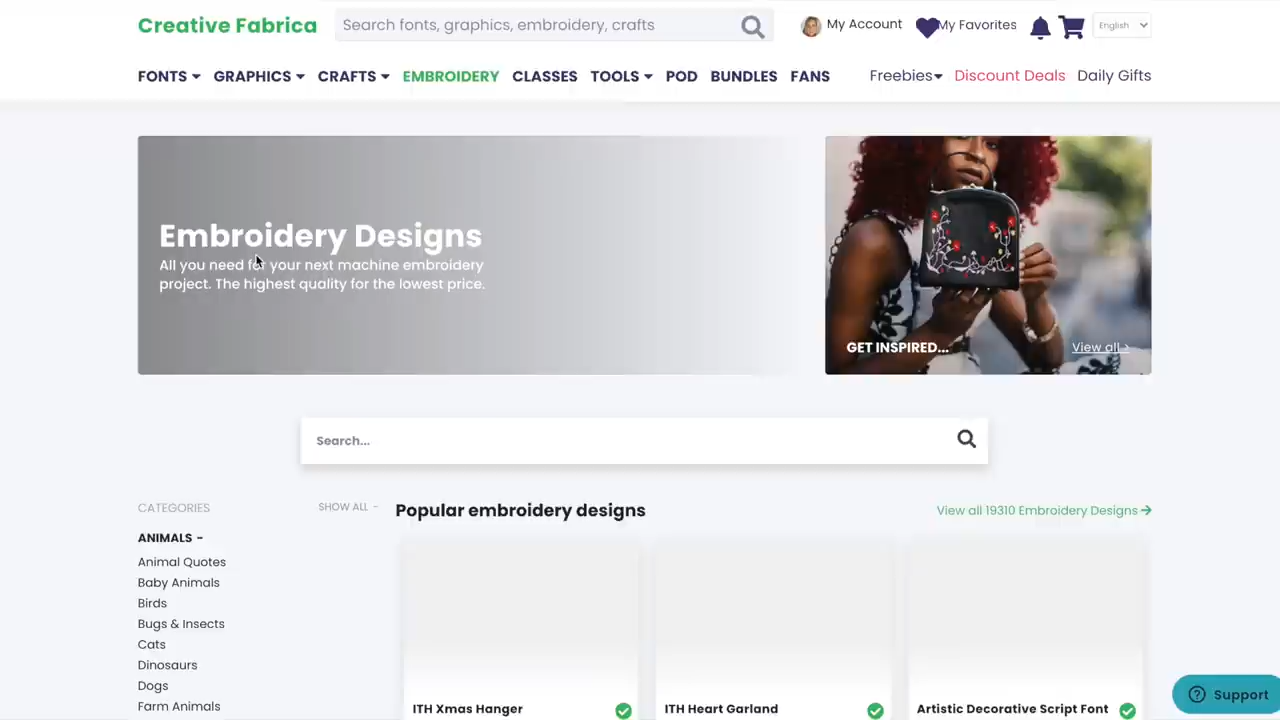 Creative Fabrica
Search fonts, graphics, embroidery, crafts
My Account
My Favorites
English
FONTS
GRAPHICS
CRAFTS
EMBROIDERY
CLASSES
TOOLS
POD
BUNDLES
FANS
Freebies
Discount Deals
Daily Gifts
Embroidery Designs
All you need for your next machine embroidery
project. The highest quality for the lowest price.
GET INSPIRED...
View all >
Search...
CATEGORIES
SHOW ALL -
Popular embroidery designs
View all 19310 Embroidery Designs →
ANIMALS -
Animal Quotes
Baby Animals
Birds
Bugs & Insects
Cats
Dinosaurs
Dogs
Farm Animals
ITH Xmas Hanger
ITH Heart Garland
Artistic Decorative Script Font
Support